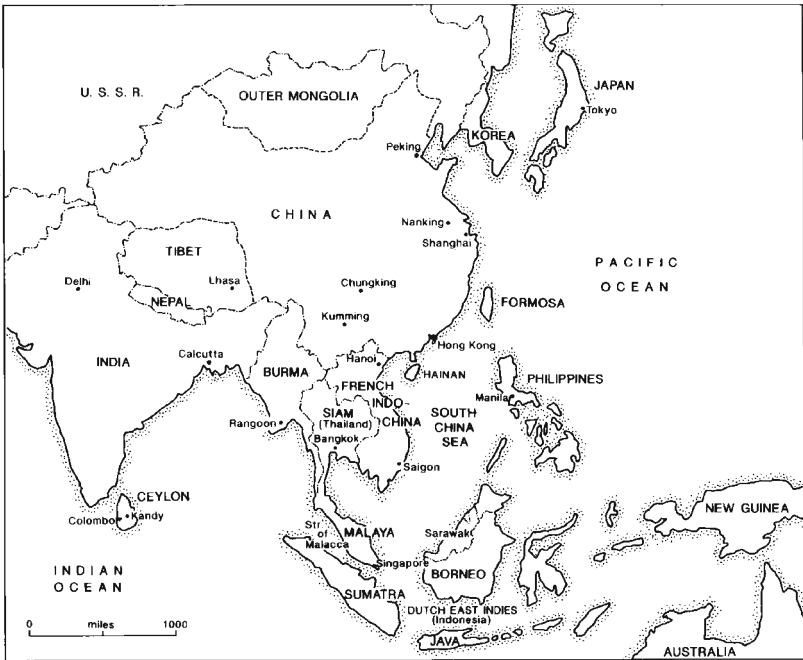 U. S. S. R.
OUTER MONGOLIA
JAPAN
Tokyo
KOREA
Peking
CHINA
Nanking
Shanghai
TIBET
Lhasa
Delhi
NEPAL
Chungking
Kumming
PACIFIC
OCEAN
FORMOSA
INDIA
Calcutta
BURMA
Hanoi
Hong Kong
HAINAN
FRENCH
INDO-
CHINA
SIAM
(Thailand)
Bangkok
Rangoon
SOUTH
CHINA
SEA
PHILIPPINES
Manila
Saigon
CEYLON
Colombo
Kandy
Str.
of
Malacca
MALAYA
Singapore
Sarawak
BORNEO
NEW GUINEA
INDIAN
OCEAN
SUMATRA
DUTCH EAST INDIES
(Indonesia)
JAVA
AUSTRALIA
0 miles 1000